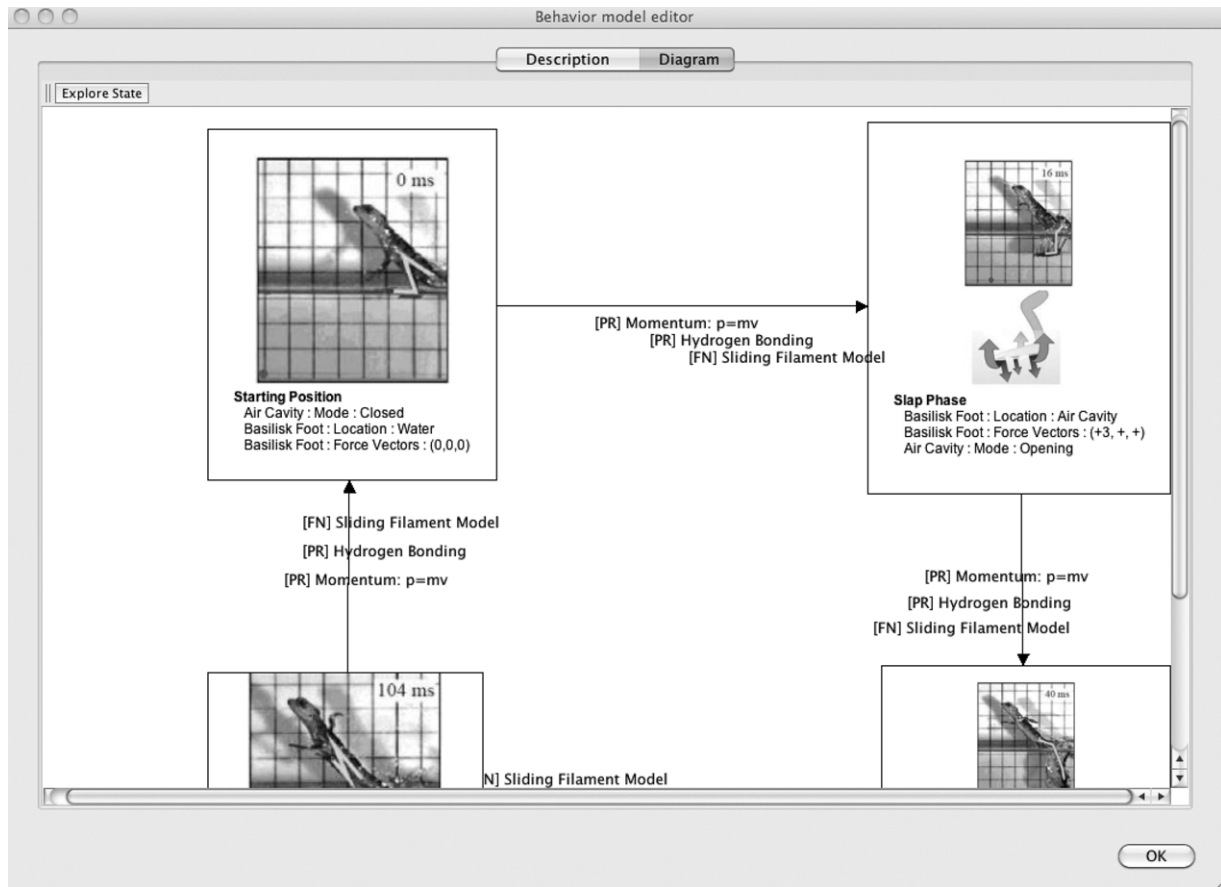 Behavior model editor
Description
Diagram
Explore State
0 ms
Starting Position
Air Cavity : Mode : Closed
Basilisk Foot : Location : Water
Basilisk Foot : Force Vectors : (0,0,0)
[PR] Momentum: p=mv
[PR] Hydrogen Bonding
[FN] Sliding Filament Model
16 ms
Slap Phase
Basilisk Foot : Location : Air Cavity
Basilisk Foot : Force Vectors : (+3, +, +)
Air Cavity : Mode : Opening
[FN] Sliding Filament Model
[PR] Hydrogen Bonding
[PR] Momentum: p=mv
[PR] Momentum: p=mv
[PR] Hydrogen Bonding
[FN] Sliding Filament Model
104 ms
N] Sliding Filament Model
40 ms
OK